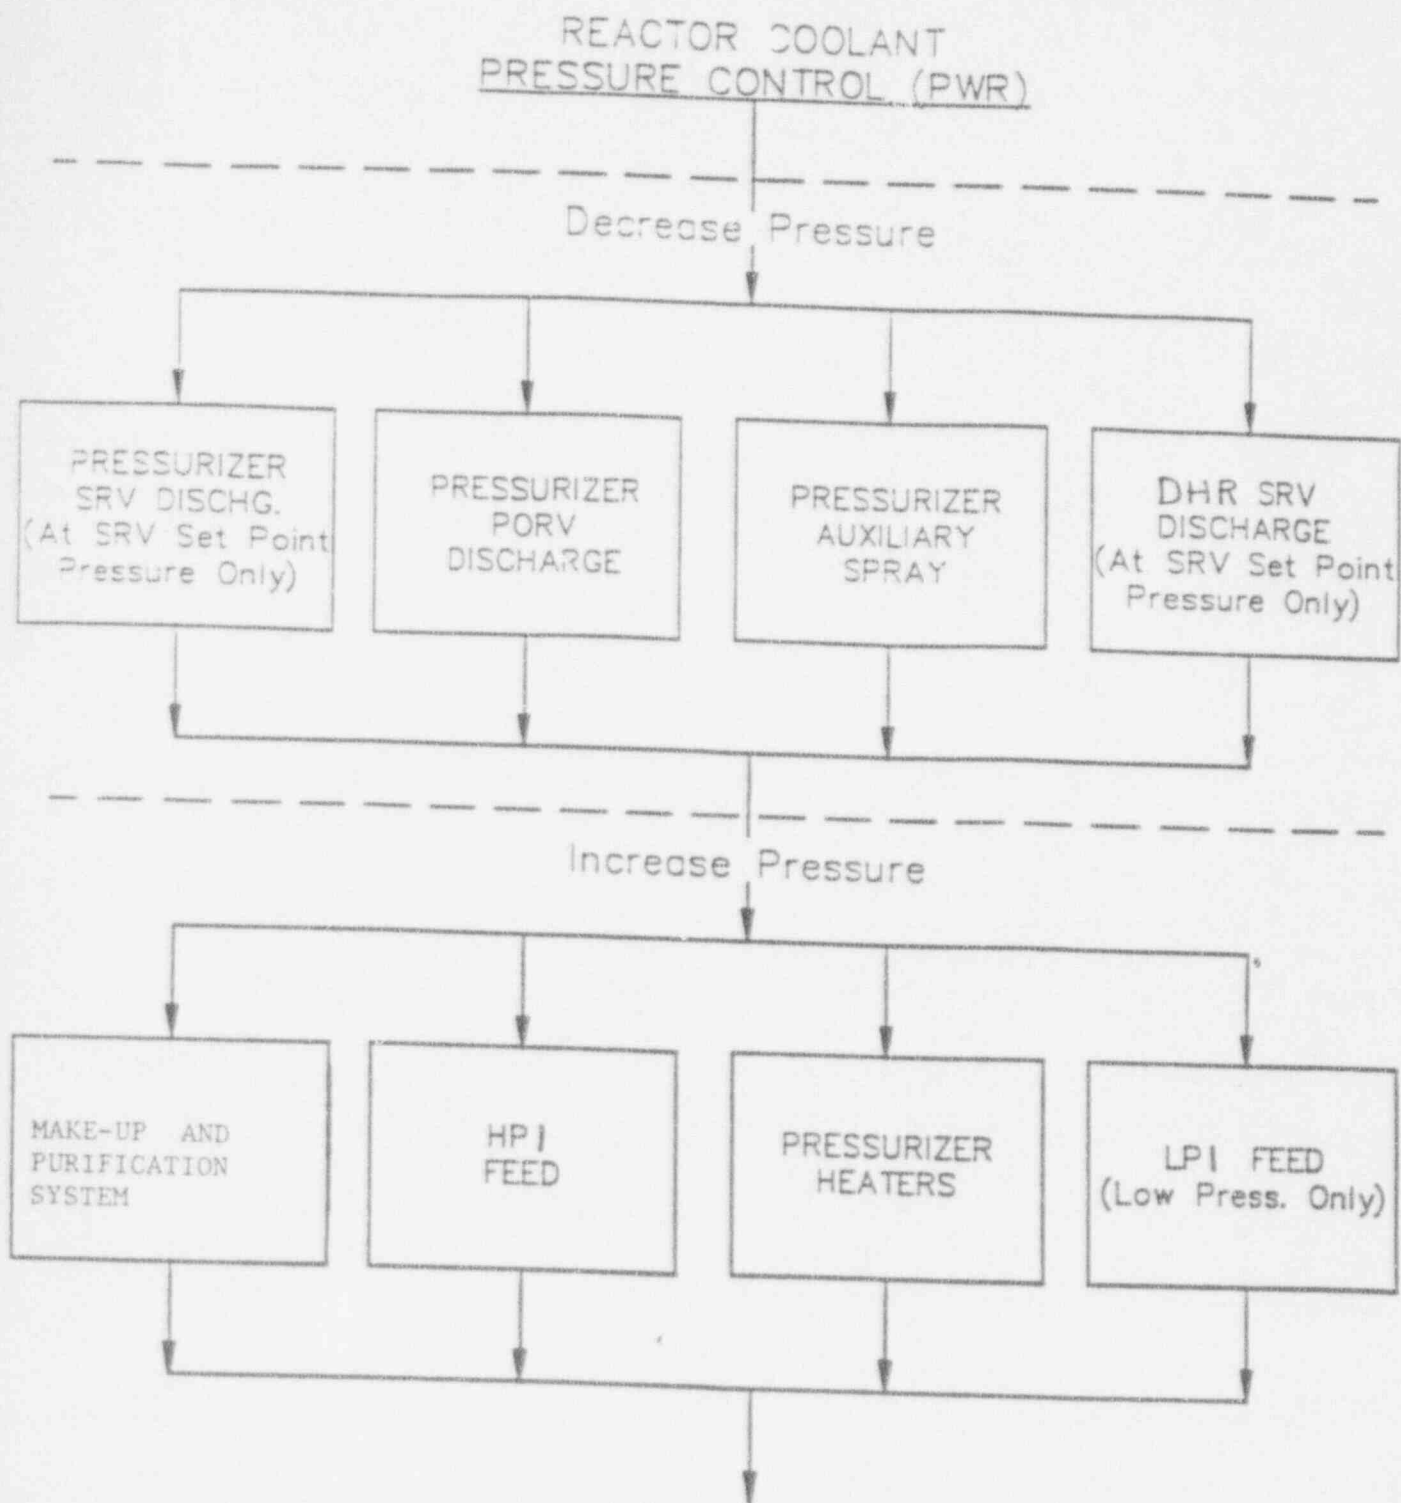 REACTOR COOLANT
PRESSURE CONTROL (PWR)
Decrease Pressure
PRESSURIZER
SRV DISCHG.
(At SRV Set Point
Pressure Only)
PRESSURIZER
PORV
DISCHARGE
PRESSURIZER
AUXILIARY
SPRAY
DHR SRV
DISCHARGE
(At SRV Set Point
Pressure Only)
Increase Pressure
MAKE-UP AND
PURIFICATION
SYSTEM
HPI
FEED
PRESSURIZER
HEATERS
LPI FEED
(Low Press. Only)